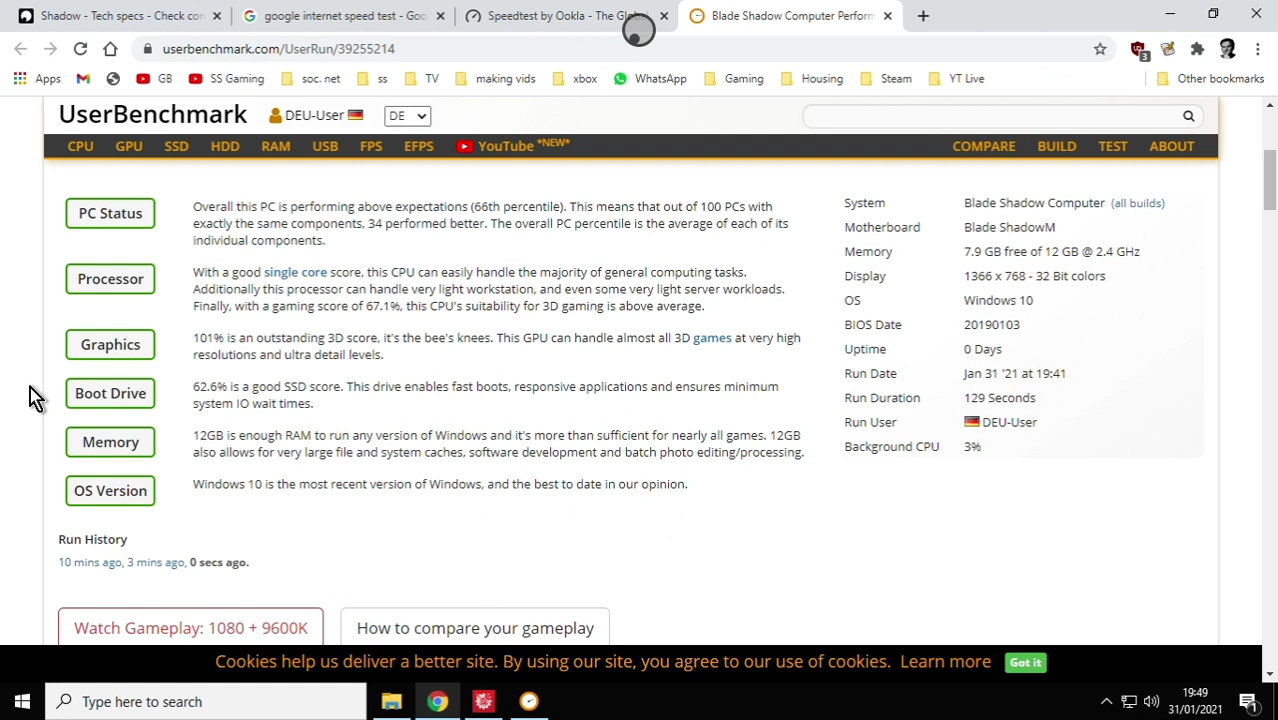 Shadow - Tech specs - Check con
google internet speed test - Goo
Speedtest by Ookla - The Global
Blade Shadow Computer Perform
userbenchmark.com/UserRun/39255214
3
Apps
GB
SS Gaming
soc. net
ss
TV
making vids
xbox
WhatsApp
Gaming
Housing
Steam
YT Live
Other bookmarks
UserBenchmark
DEU-User
DE
CPU
GPU
SSD
HDD
RAM
USB
FPS
EFPS
YouTube *NEW*
COMPARE
BUILD
TEST
ABOUT
PC Status
Overall this PC is performing above expectations (66th percentile). This means that out of 100 PCs with
exactly the same components, 34 performed better. The overall PC percentile is the average of each of its
individual components.
Processor
With a good single core score, this CPU can easily handle the majority of general computing tasks.
Additionally this processor can handle very light workstation, and even some very light server workloads.
Finally, with a gaming score of 67.1%, this CPU's suitability for 3D gaming is above average.
Graphics
101% is an outstanding 3D score, it's the bee's knees. This GPU can handle almost all 3D games at very high
resolutions and ultra detail levels.
Boot Drive
62.6% is a good SSD score. This drive enables fast boots, responsive applications and ensures minimum
system IO wait times.
Memory
12GB is enough RAM to run any version of Windows and it's more than sufficient for nearly all games. 12GB
also allows for very large file and system caches, software development and batch photo editing/processing.
OS Version
Windows 10 is the most recent version of Windows, and the best to date in our opinion.
System Blade Shadow Computer (all builds)
Motherboard Blade ShadowM
Memory 7.9 GB free of 12 GB @ 2.4 GHz
Display 1366 x 768 - 32 Bit colors
OS Windows 10
BIOS Date 20190103
Uptime 0 Days
Run Date Jan 31 '21 at 19:41
Run Duration 129 Seconds
Run User DEU-User
Background CPU 3%
Run History
10 mins ago, 3 mins ago, 0 secs ago.
Watch Gameplay: 1080 + 9600K
How to compare your gameplay
Cookies help us deliver a better site. By using our site, you agree to our use of cookies. Learn more Got it
Type here to search
19:49
31/01/2021
1